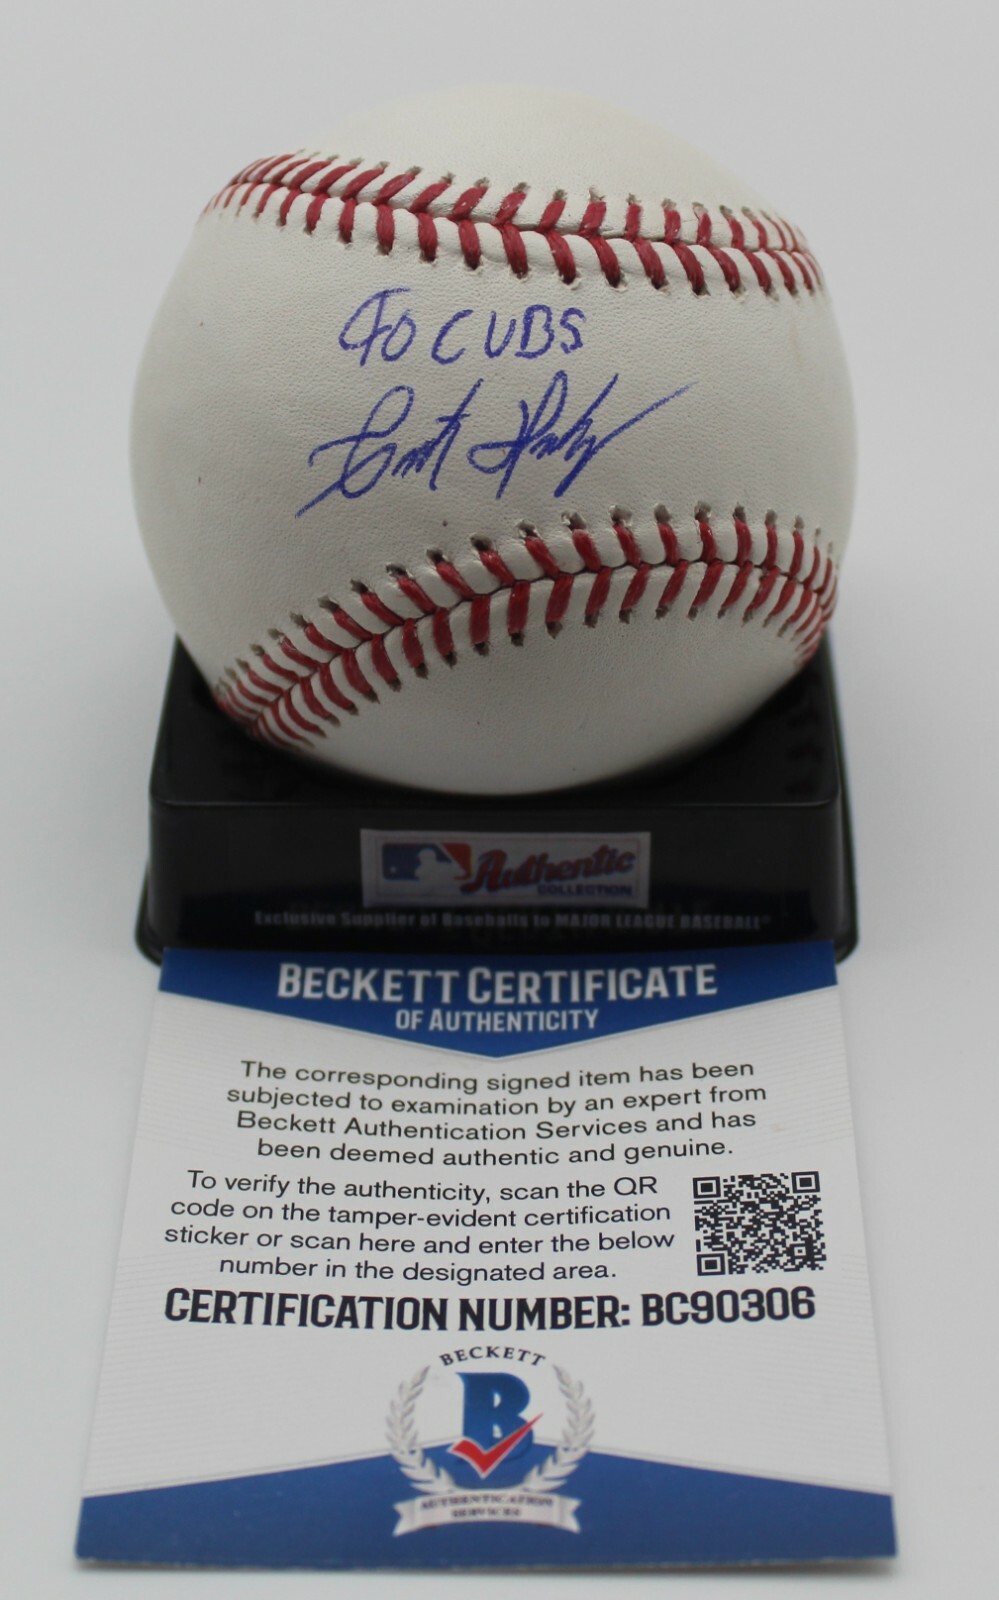 GO CUBS
Authentic
COLLECTION
Exclusive Supplier of Baseballs to MAJOR LEAGUE BASEBALL®
BECKETT CERTIFICATE
OF AUTHENTICITY
The corresponding signed item has been
subjected to examination by an expert from
Beckett Authentication Services and has
been deemed authentic and genuine.
To verify the authenticity, scan the QR
code on the tamper-evident certification
sticker or scan here and enter the below
number in the designated area.
CERTIFICATION NUMBER: BC90306
BECKETT
B
AUTHENTICATION
SERVICES